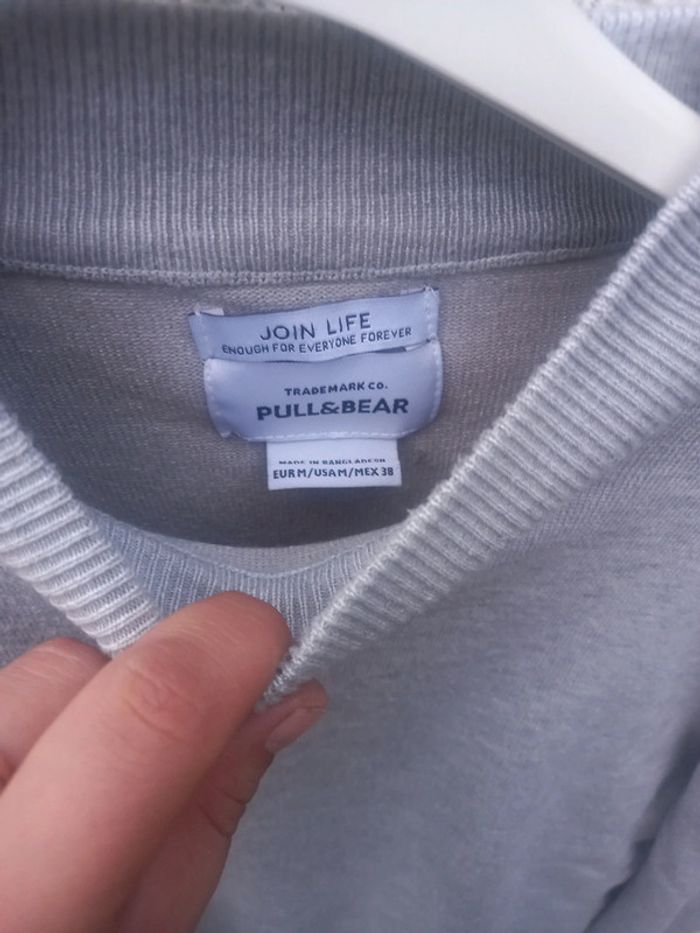 JOIN LIFE
ENOUGH FOR EVERYONE FOREVER
TRADEMARK CO.
PULL&BEAR
MADE IN BANGLADESH
EUR M/USA M/MEX 38